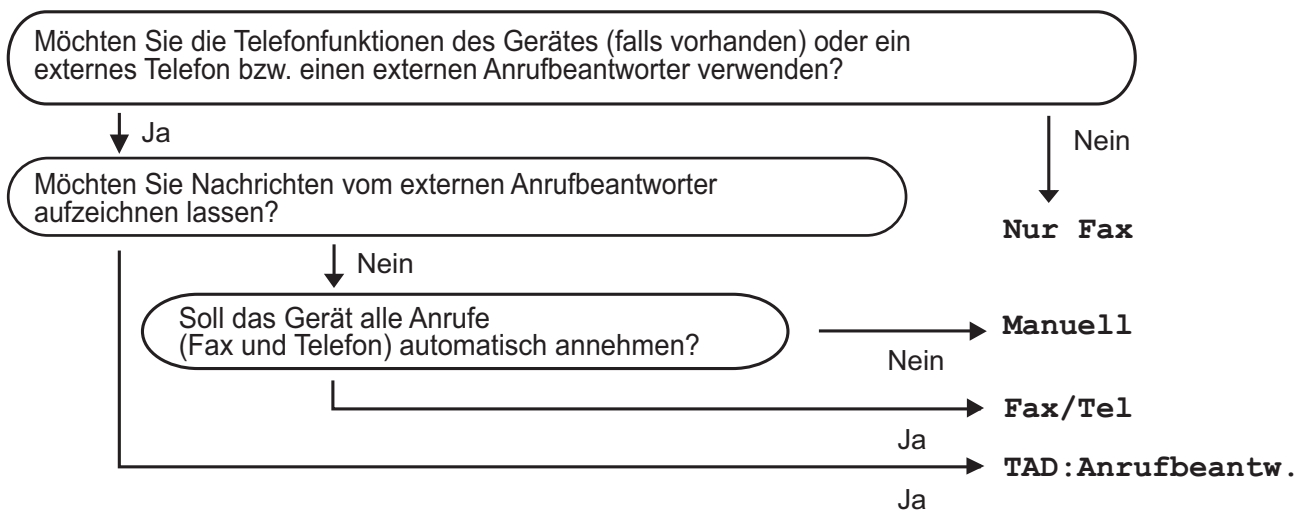 Möchten Sie die Telefonfunktionen des Gerätes (falls vorhanden) oder ein
externes Telefon bzw. einen externen Anrufbeantworter verwenden?
Ja
Nein
Möchten Sie Nachrichten vom externen Anrufbeantworter
aufzeichnen lassen?
Nur Fax
Nein
Soll das Gerät alle Anrufe
(Fax und Telefon) automatisch annehmen?
Manuell
Nein
Fax/Tel
Ja
TAD:Anrufbeantw.
Ja